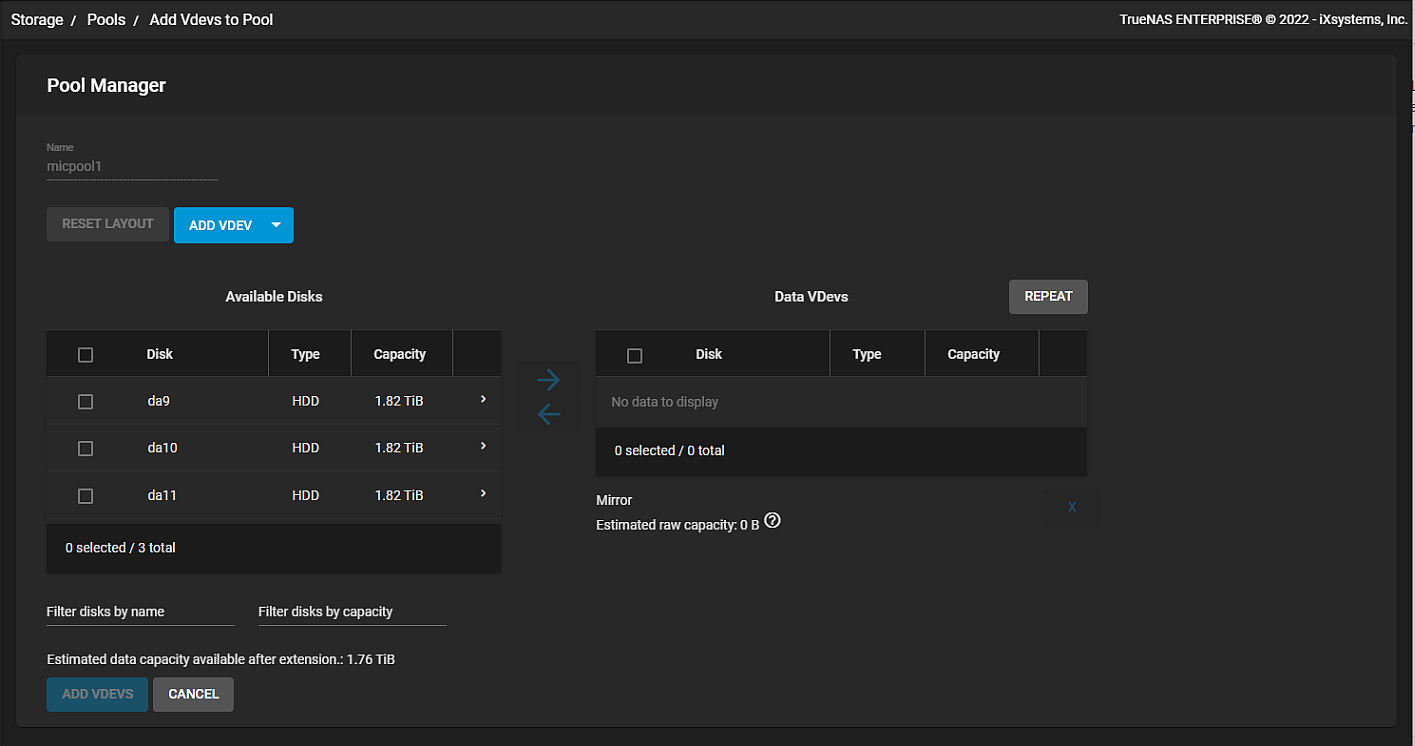 Storage / Pools / Add Vdevs to Pool
TrueNAS ENTERPRISE® © 2022 - iXsystems, Inc.
Pool Manager
Name
micpool1
RESET LAYOUT
ADD VDEV
Available Disks
Disk Type Capacity
da9 HDD 1.82 TiB
da10 HDD 1.82 TiB
da11 HDD 1.82 TiB
0 selected / 3 total
Filter disks by name
Filter disks by capacity
Data VDevs
REPEAT
Disk Type Capacity
No data to display
0 selected / 0 total
Mirror
Estimated raw capacity: 0 B ?
X
Estimated data capacity available after extension.: 1.76 TiB
ADD VDEVS
CANCEL